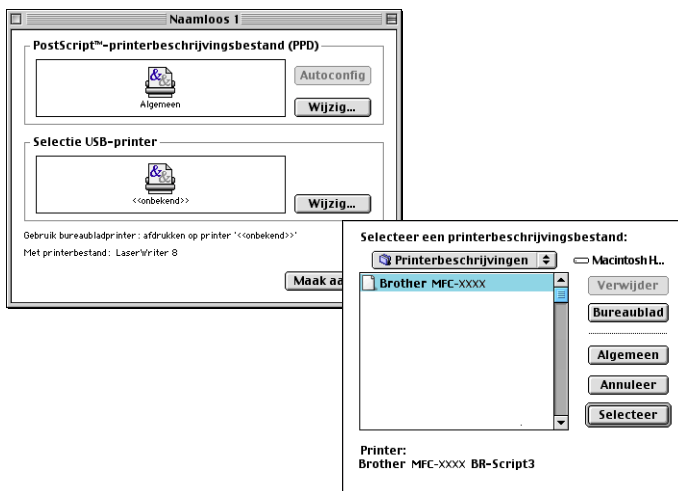 Naamloos 1
PostScript™-printerbeschrijvingsbestand (PPD)
Algemeen
Autoconfig
Wijzig...
Selectie USB-printer
<<onbekend>>
Wijzig...
Gebruik bureaubladprinter: afdrukken op printer '<<onbekend>>'
Met printerbestand: LaserWriter 8
Maak aa
Selecteer een printerbeschrijvingsbestand:
Printerbeschrijvingen
Macintosh H...
Brother MFC-XXXX
Verwijder
Bureaublad
Algemeen
Annuleer
Selecteer
Printer:
Brother MFC-XXXX BR-Script3